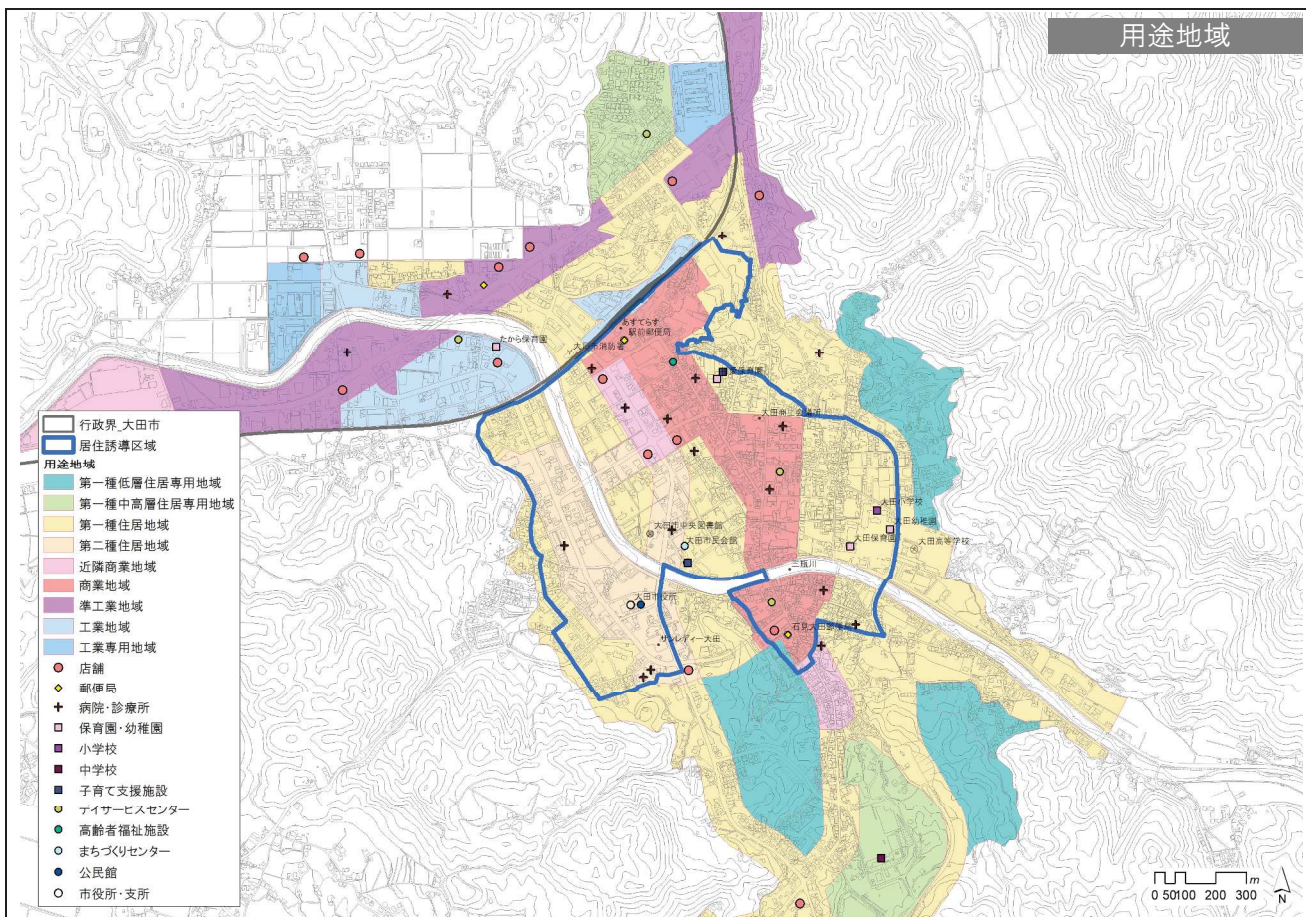 用途地域
あすてらす
駅前郵便局
大田市消防署
たから保育園
大田商工会議所
大田小学校
大田幼稚園
大田保育園
大田高等学校
大田市中央図書館
大田市民会館
三瓶川
大田市役所
石見大田郵便局
サンレディー大田
行政界_大田市
居住誘導区域
用途地域
第一種低層住居専用地域
第一種中高層住居専用地域
第一種住居地域
第二種住居地域
近隣商業地域
商業地域
準工業地域
工業地域
工業専用地域
店舗
郵便局
病院・診療所
保育園・幼稚園
小学校
中学校
子育て支援施設
デイサービスセンター
高齢者福祉施設
まちづくりセンター
公民館
市役所・支所
m
0 50100 200 300
N